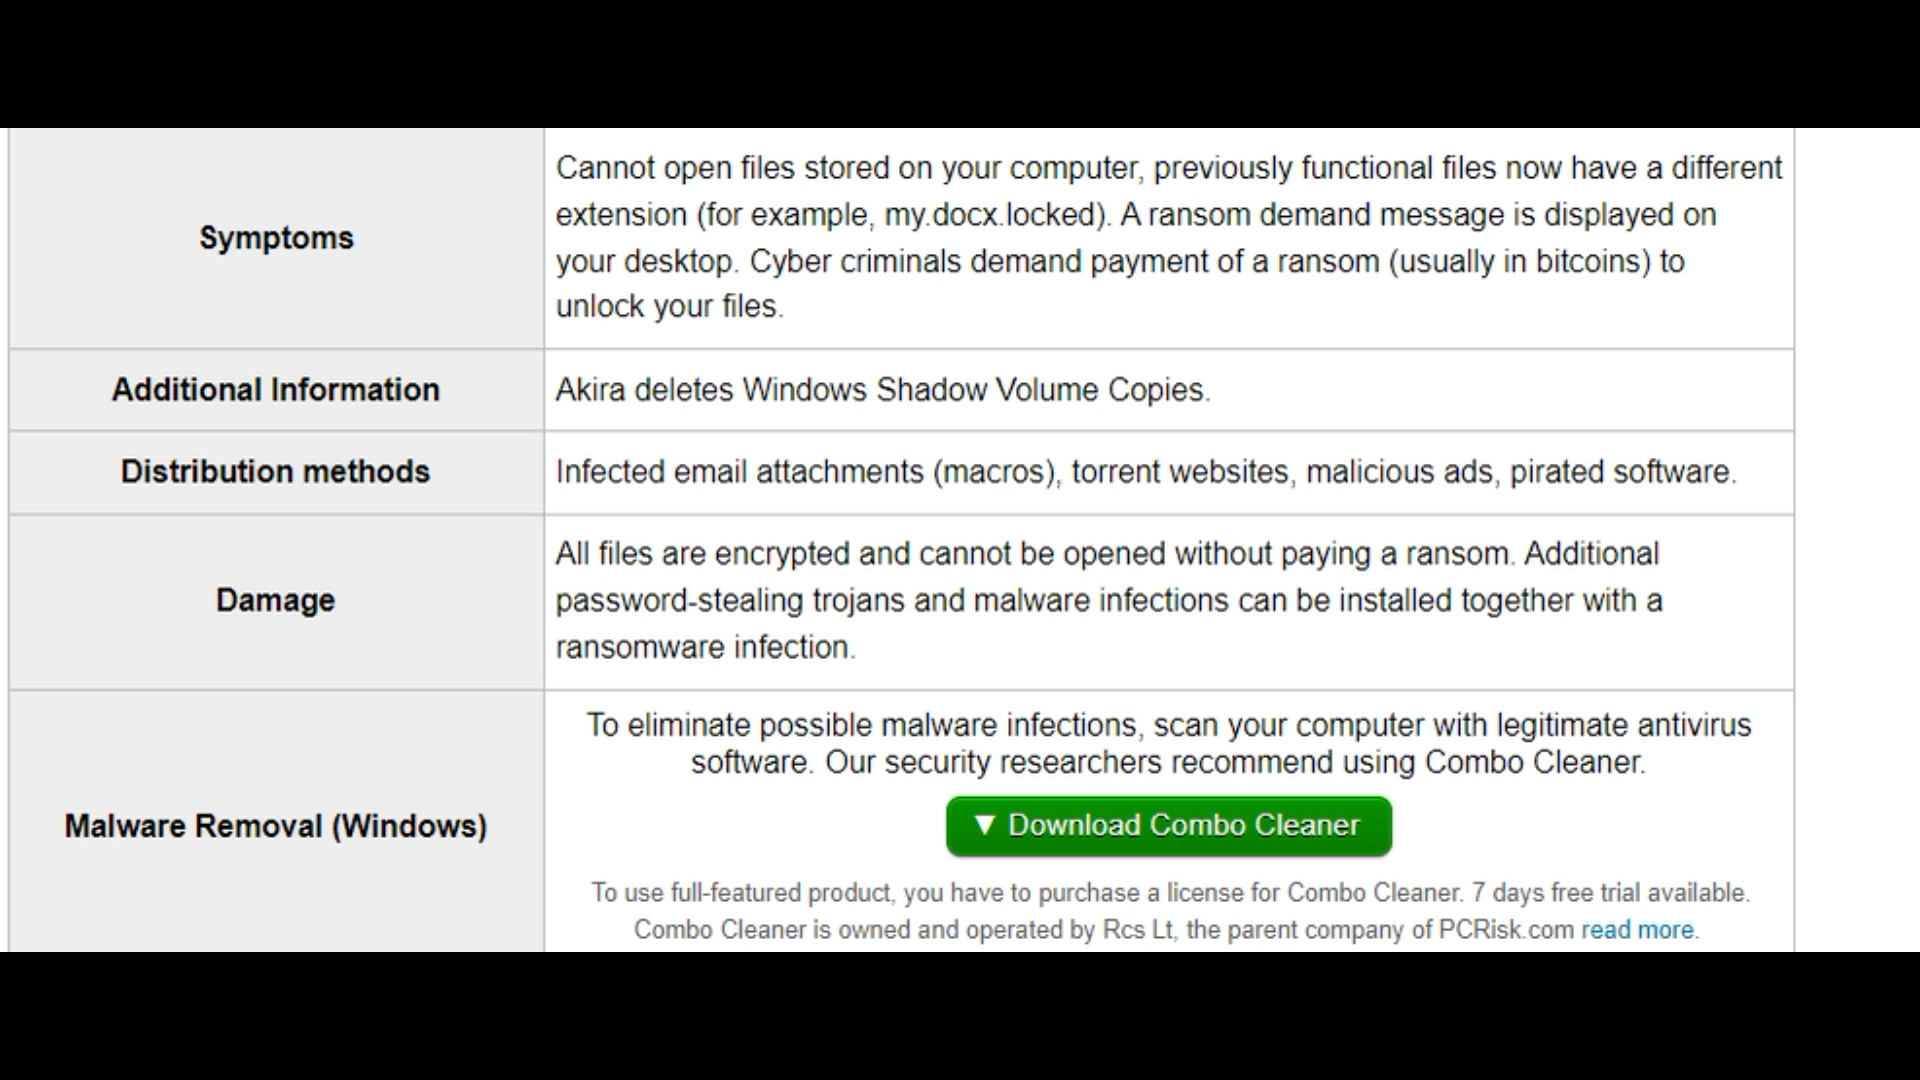 Symptoms
Cannot open files stored on your computer, previously functional files now have a different
extension (for example, my.docx.locked). A ransom demand message is displayed on
your desktop. Cyber criminals demand payment of a ransom (usually in bitcoins) to
unlock your files.
Additional Information
Akira deletes Windows Shadow Volume Copies.
Distribution methods
Infected email attachments (macros), torrent websites, malicious ads, pirated software.
Damage
All files are encrypted and cannot be opened without paying a ransom. Additional
password-stealing trojans and malware infections can be installed together with a
ransomware infection.
Malware Removal (Windows)
To eliminate possible malware infections, scan your computer with legitimate antivirus
software. Our security researchers recommend using Combo Cleaner.
▼ Download Combo Cleaner
To use full-featured product, you have to purchase a license for Combo Cleaner. 7 days free trial available.
Combo Cleaner is owned and operated by Rcs Lt, the parent company of PCRisk.com read more.